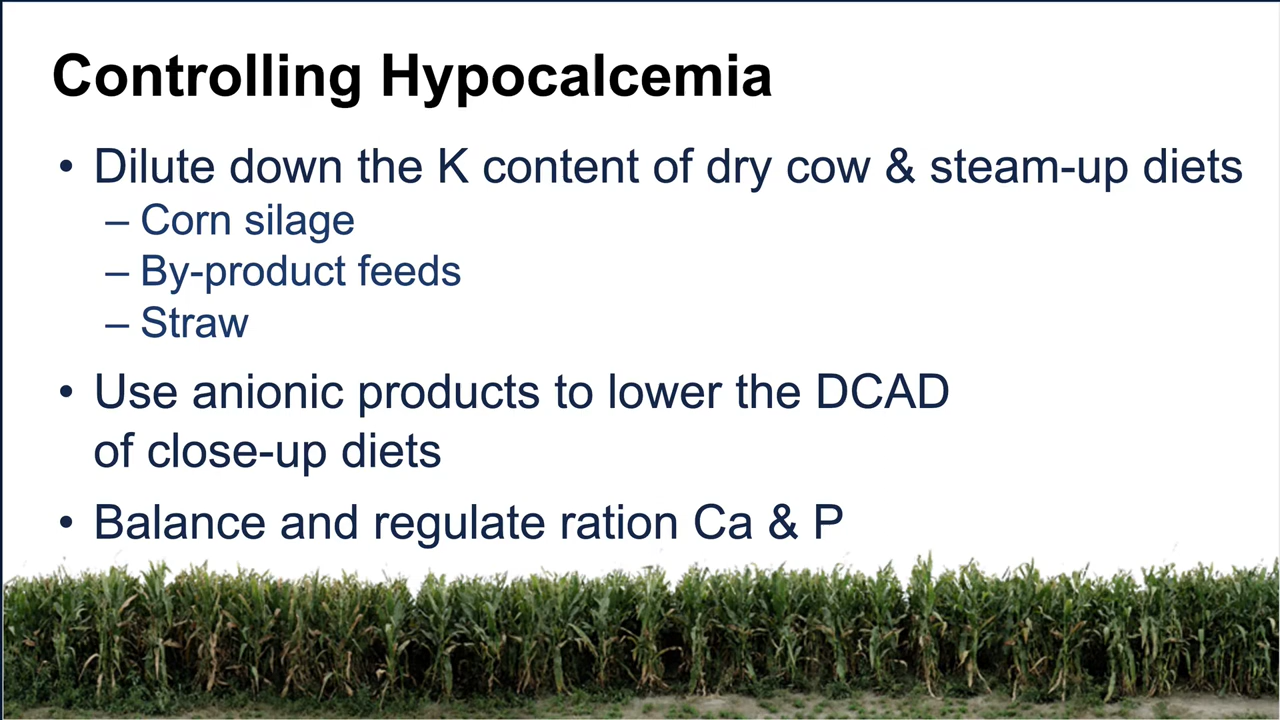 Controlling Hypocalcemia
• Dilute down the K content of dry cow & steam-up diets
– Corn silage
– By-product feeds
– Straw
• Use anionic products to lower the DCAD
of close-up diets
• Balance and regulate ration Ca & P